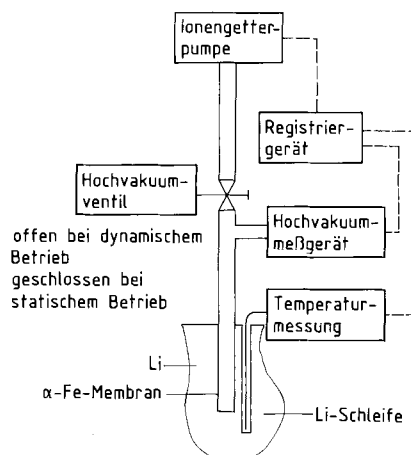 Ionengetter-
pumpe
Registrier-
gerät
Hochvakuum-
ventil
offen bei dynamischem
Betrieb
geschlossen bei
statischem Betrieb
Hochvakuum-
meßgerät
Temperatur-
messung
Li
α-Fe-Membran
Li-Schleife